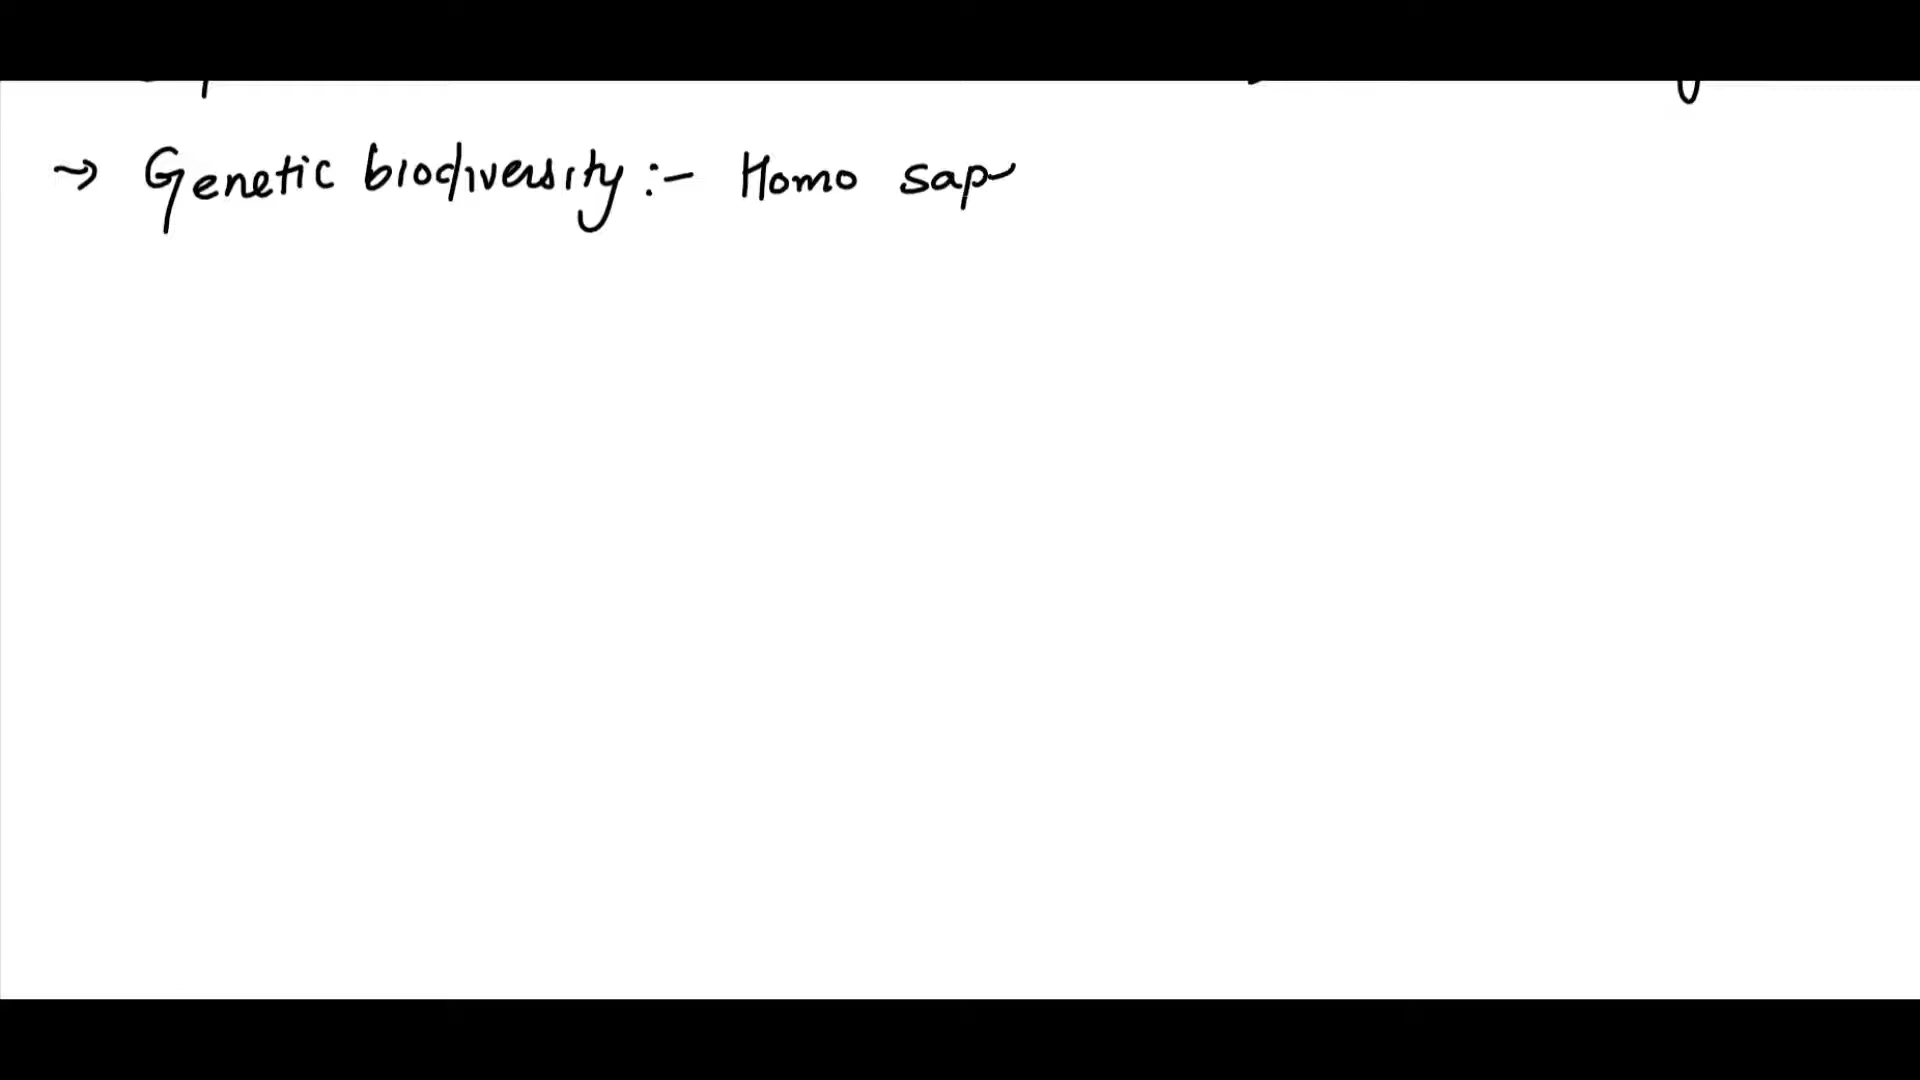 → Genetic biodiversity :- Homo sap